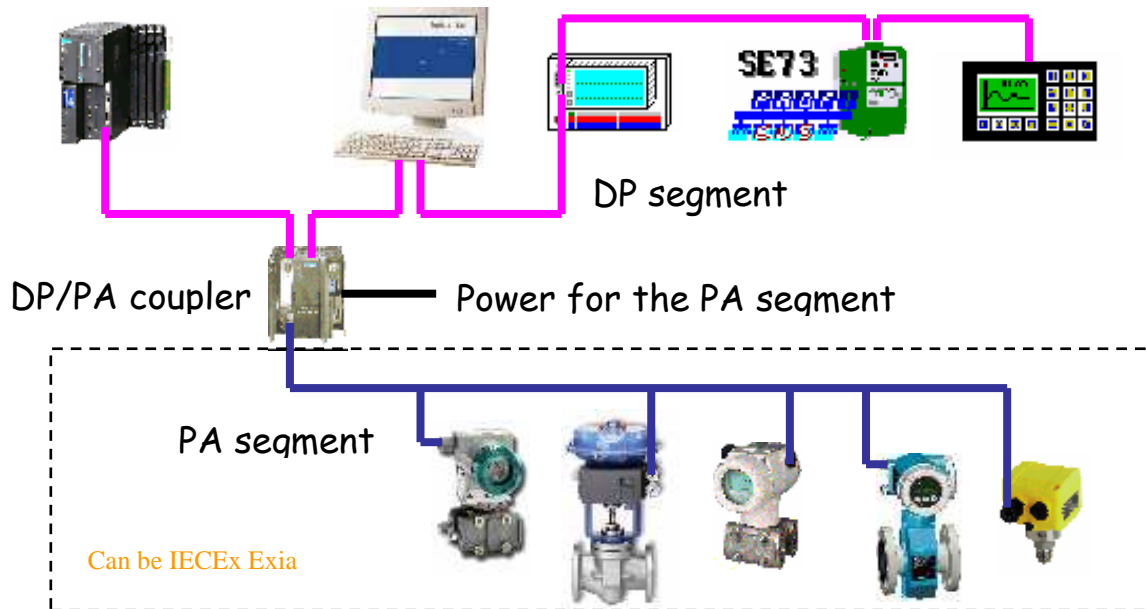 SE73
DP segment
DP/PA coupler
Power for the PA segment
PA segment
Can be IECEx Exia